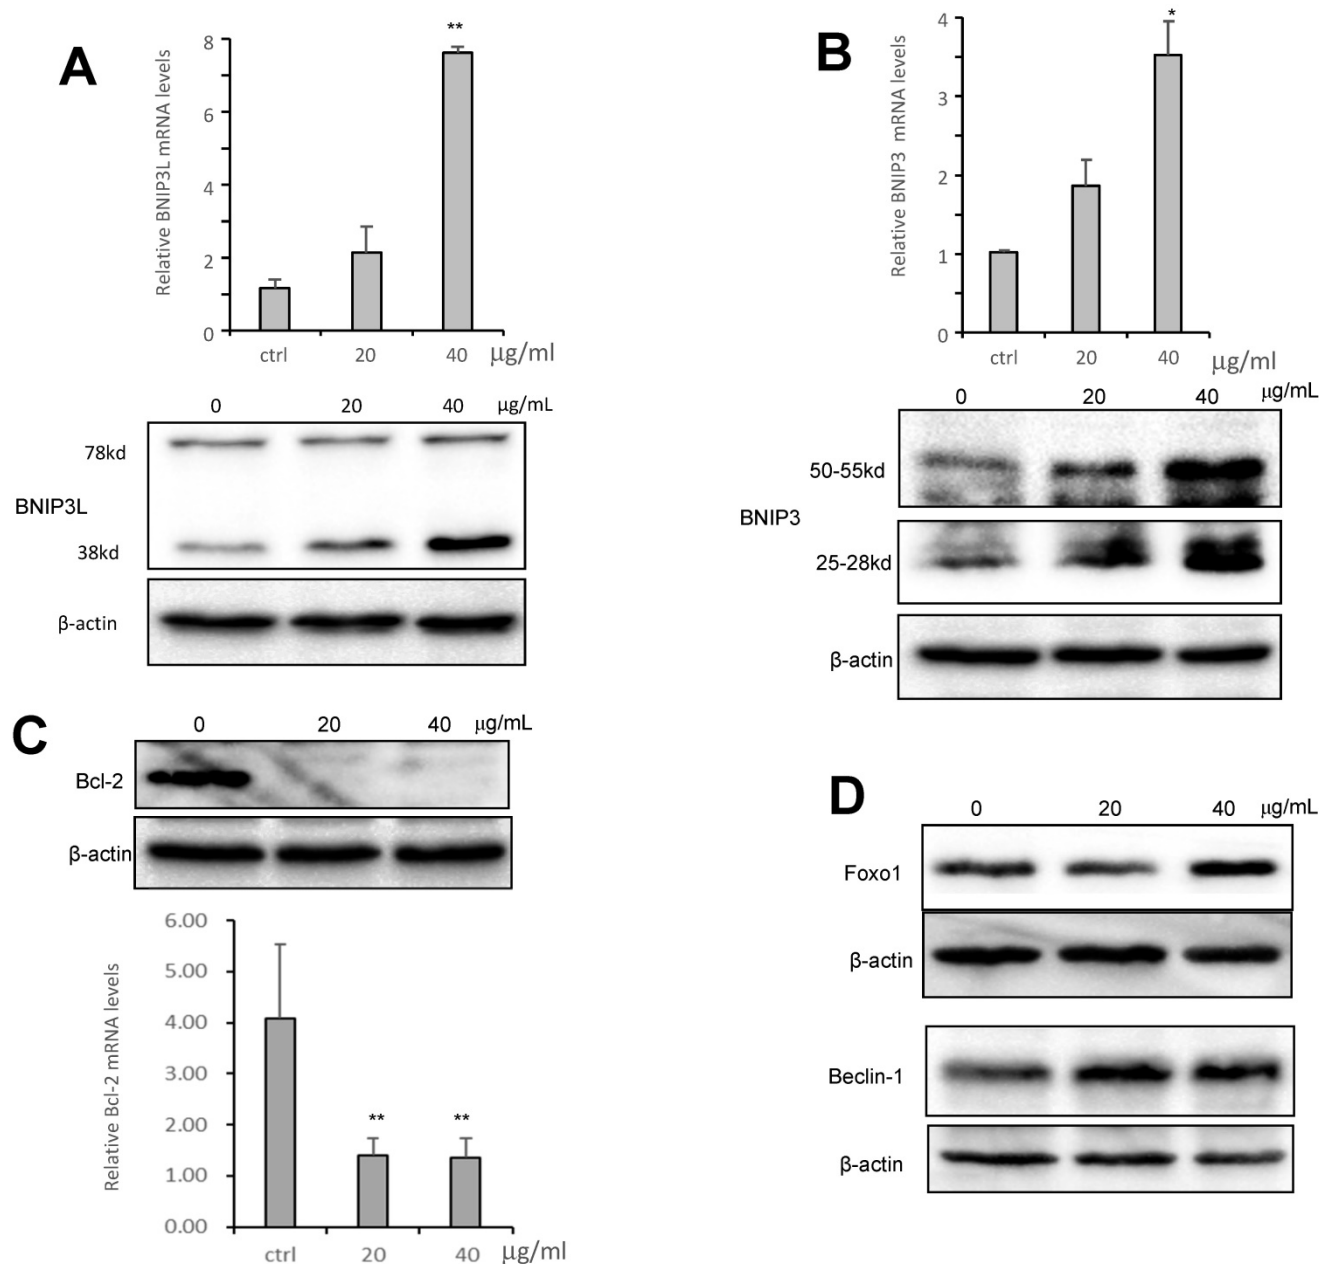 A
**
Relative BNIP3L mRNA levels
8
6
4
2
0
ctrl 20 40 μg/ml
0 20 40 μg/mL
78kd
BNIP3L
38kd
β-actin
B
*
Relative BNIP3 mRNA levels
4
3
2
1
0
ctrl 20 40 μg/ml
0 20 40 μg/mL
50-55kd
BNIP3
25-28kd
β-actin
C
0 20 40 μg/mL
Bcl-2
β-actin
Relative Bcl-2 mRNA levels
6.00
5.00
4.00
3.00
2.00
1.00
0.00
** **
ctrl 20 40 μg/ml
D
0 20 40 μg/mL
Foxo1
β-actin
Beclin-1
β-actin